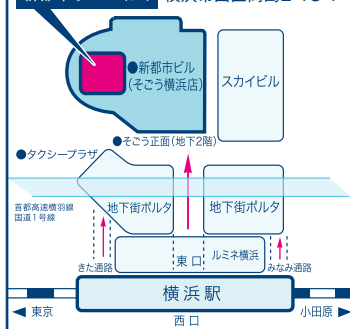 ●新都市ビル
(そごう横浜店)
スカイビル
●そごう正面(地下2階)
●タクシープラザ
首都高速横羽線
国道1号線
地下街ポルタ
地下街ポルタ
きた通路
東口
ルミネ横浜
みなみ通路
横浜駅
東京
西口
小田原